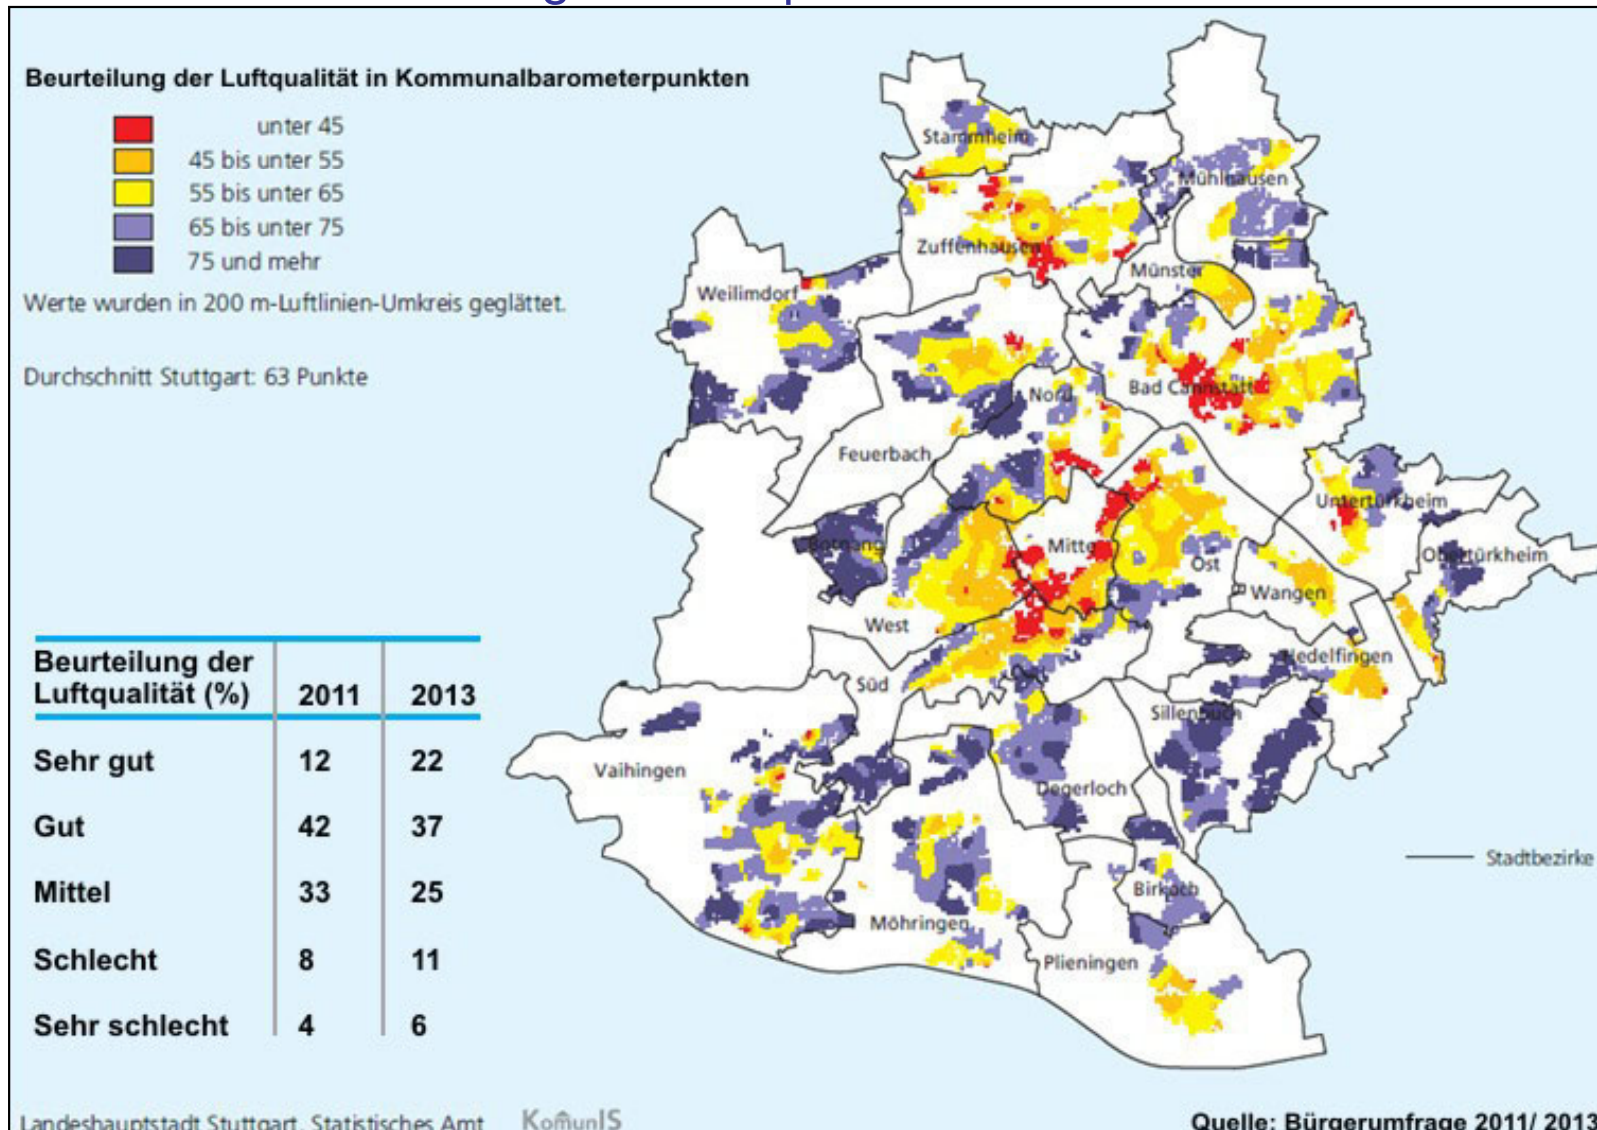 Beurteilung der Luftqualität in Kommunalbarometerpunkten
unter 45
45 bis unter 55
55 bis unter 65
65 bis unter 75
75 und mehr
Werte wurden in 200 m-Luftlinien-Umkreis geglättet.
Durchschnitt Stuttgart: 63 Punkte
Stammheim
Mühlhausen
Zuffenhausen
Münster
Weilimdorf
Bad Cannstatt
Nord
Feuerbach
Untertürkheim
Botnang
Mitte
Obertürkheim
Ost
Wangen
West
Hedelfingen
Süd
Sillenbuch
Vaihingen
Degerloch
Birkach
Möhringen
Plieningen
Stadtbezirke
Beurteilung der
Luftqualität (%) 2011 2013
Sehr gut 12 22
Gut 42 37
Mittel 33 25
Schlecht 8 11
Sehr schlecht 4 6
Landeshauptstadt Stuttgart, Statistisches Amt KomunIS
Quelle: Bürgerumfrage 2011/ 2013